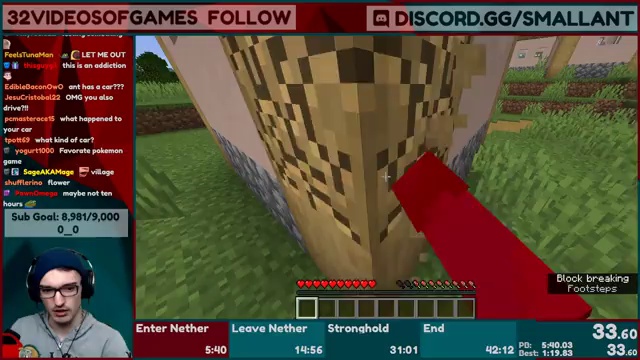 32VIDEOSOFGAMES FOLLOW
DISCORD.GG/SMALLANT
FeelsTunaMan LET ME OUT
thisguy: this is an addiction
EdibleDaconOwO ant has a car???
JesuCristobal22 OMG you also
drive?!!
pcmasterace15 what happened to
your car
tpott69 what kind of car?
yogurt1000 Favorate pokemon
game
SageAKAMage village
shufflerino flower
PawnOmega maybe not ten
hours
Sub Goal: 8,981/9,000
0_0
Block breaking
Footsteps
Enter Nether
5:40
Leave Nether
14:56
Stronghold
31:01
End
42:12
33.60
PB: 5:40.03
Best: 1:19.83
33.60